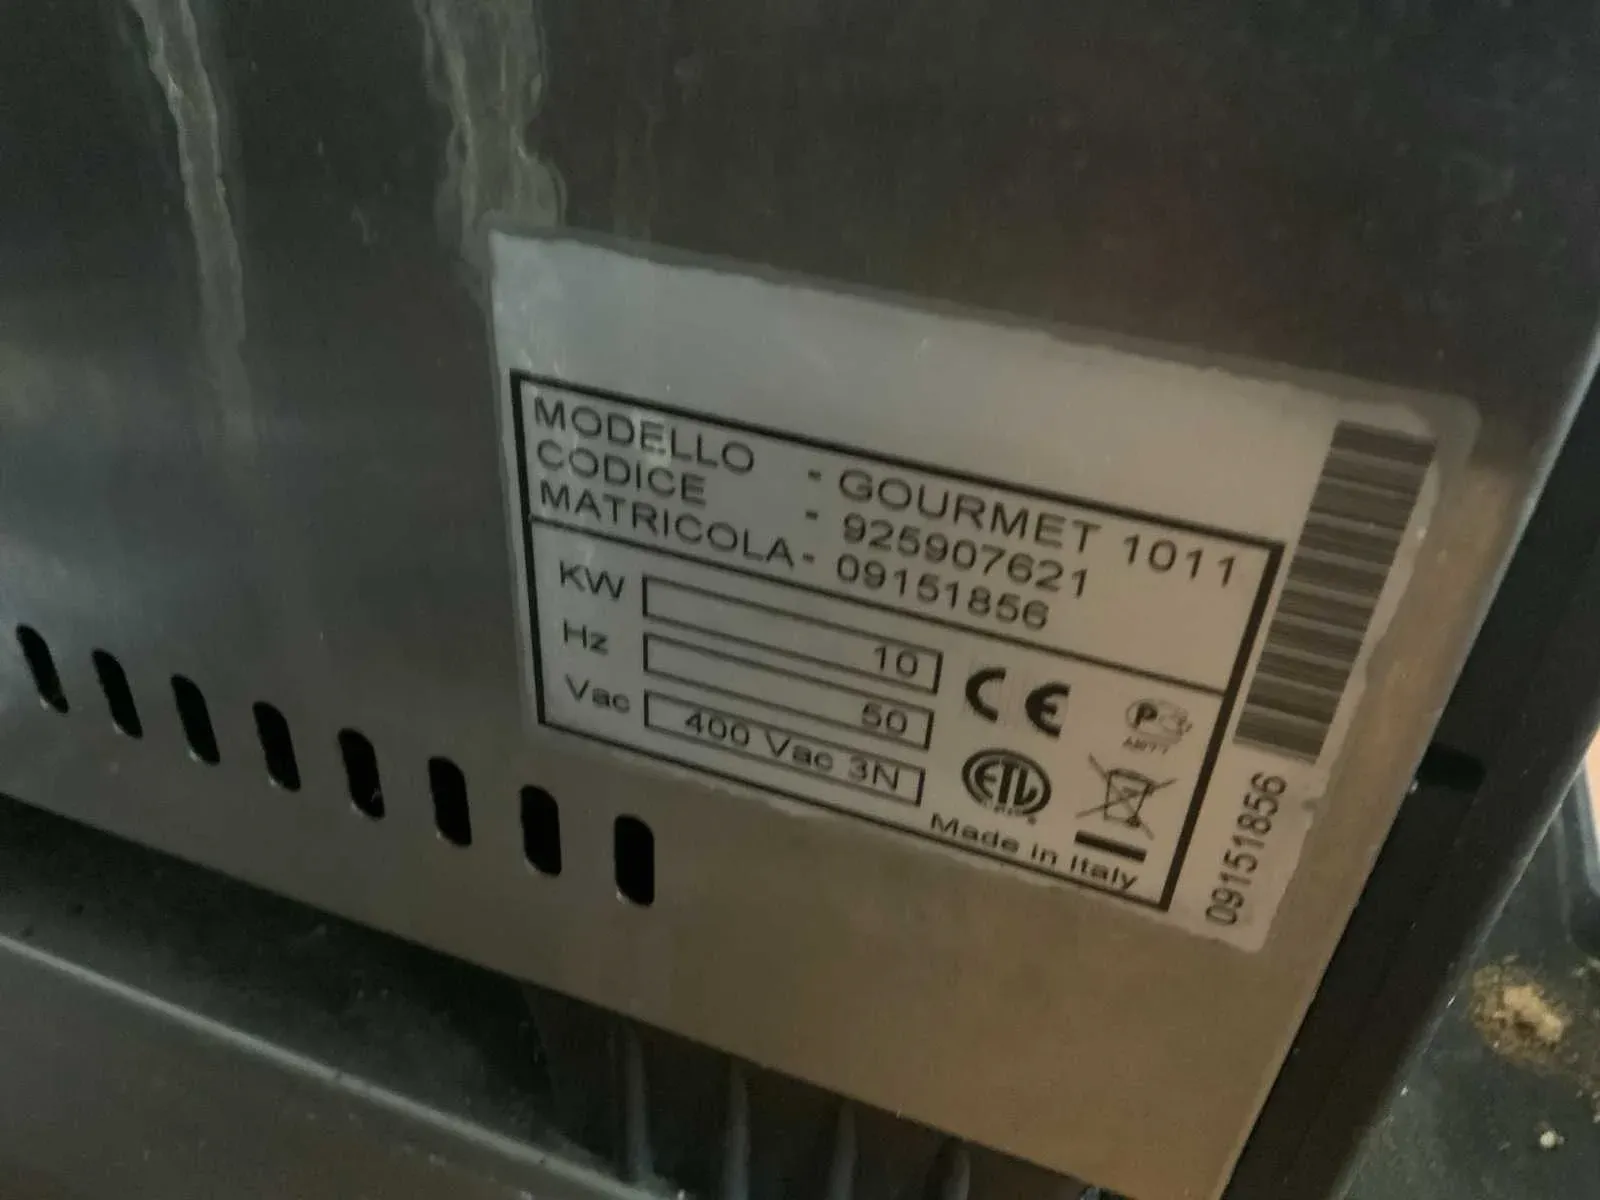 MODELLO - GOURMET 1011
CODICE - 925907621
MATRICOLA - 09151856
KW 10
Hz 50
Vac 400 Vac 3N
CE
ETL
Made in Italy
09151856